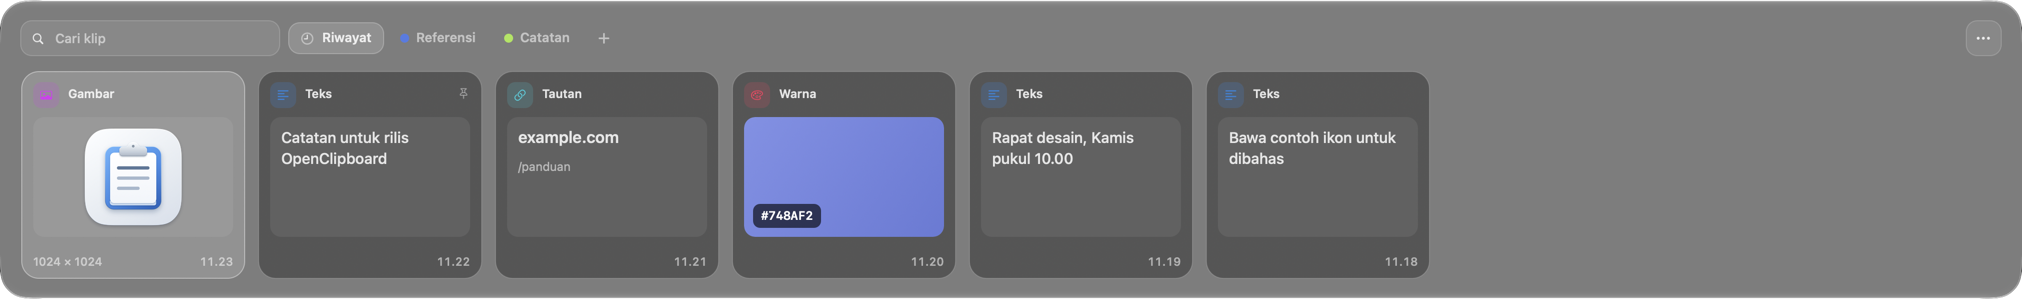 Cari klip
Riwayat
Referensi
Catatan
Gambar
1024 × 1024
11.23
Teks
Catatan untuk rilis
OpenClipboard
11.22
Tautan
example.com
/panduan
11.21
Warna
#748AF2
11.20
Teks
Rapat desain, Kamis
pukul 10.00
11.19
Teks
Bawa contoh ikon untuk
dibahas
11.18